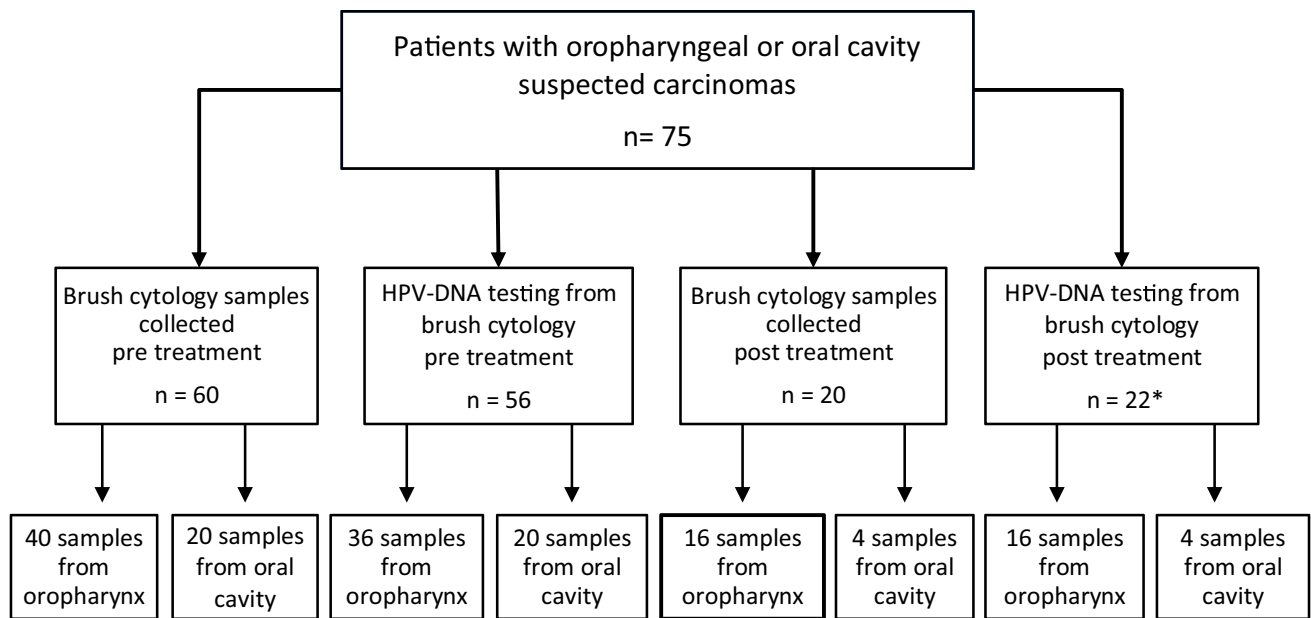 Patients with oropharyngeal or oral cavity
suspected carcinomas
n= 75
Brush cytology samples
collected
pre treatment
n = 60
HPV-DNA testing from
brush cytology
pre treatment
n = 56
Brush cytology samples
collected
post treatment
n = 20
HPV-DNA testing from
brush cytology
post treatment
n = 22*
40 samples
from
oropharynx
20 samples
from oral
cavity
36 samples
from
oropharynx
20 samples
from oral
cavity
16 samples
from
oropharynx
4 samples
from oral
cavity
16 samples
from
oropharynx
4 samples
from oral
cavity